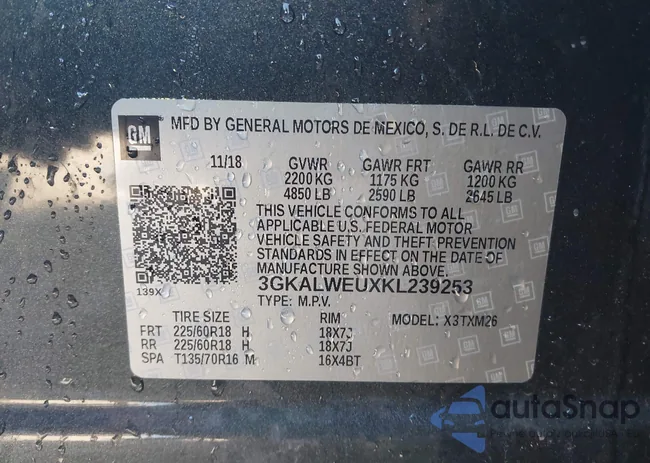 GM
MFD BY GENERAL MOTORS DE MEXICO, S. DE R.L. DE C.V.
11/18 GVWR GAWR FRT GAWR RR
2200 KG 1175 KG 1200 KG
4850 LB 2590 LB 2645 LB
THIS VEHICLE CONFORMS TO ALL
APPLICABLE U.S. FEDERAL MOTOR
VEHICLE SAFETY AND THEFT PREVENTION
STANDARDS IN EFFECT ON THE DATE OF
MANUFACTURE SHOWN ABOVE.
139X
3GKALWEUXKL239253
TYPE: M.P.V.
TIRE SIZE RIM MODEL: X3TXM26
FRT 225/60R18 H 18X7J
RR 225/60R18 H 18X7J
SPA T135/70R16 M 16X4BT
autoSnap